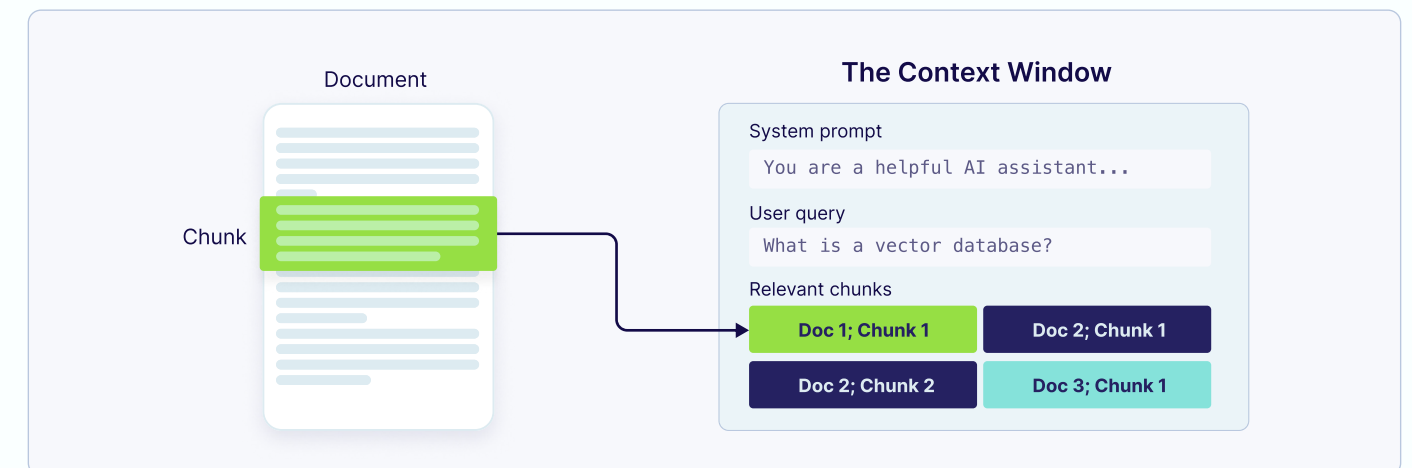 Document
Chunk
The Context Window
System prompt
You are a helpful AI assistant...
User query
What is a vector database?
Relevant chunks
Doc 1; Chunk 1
Doc 2; Chunk 1
Doc 2; Chunk 2
Doc 3; Chunk 1